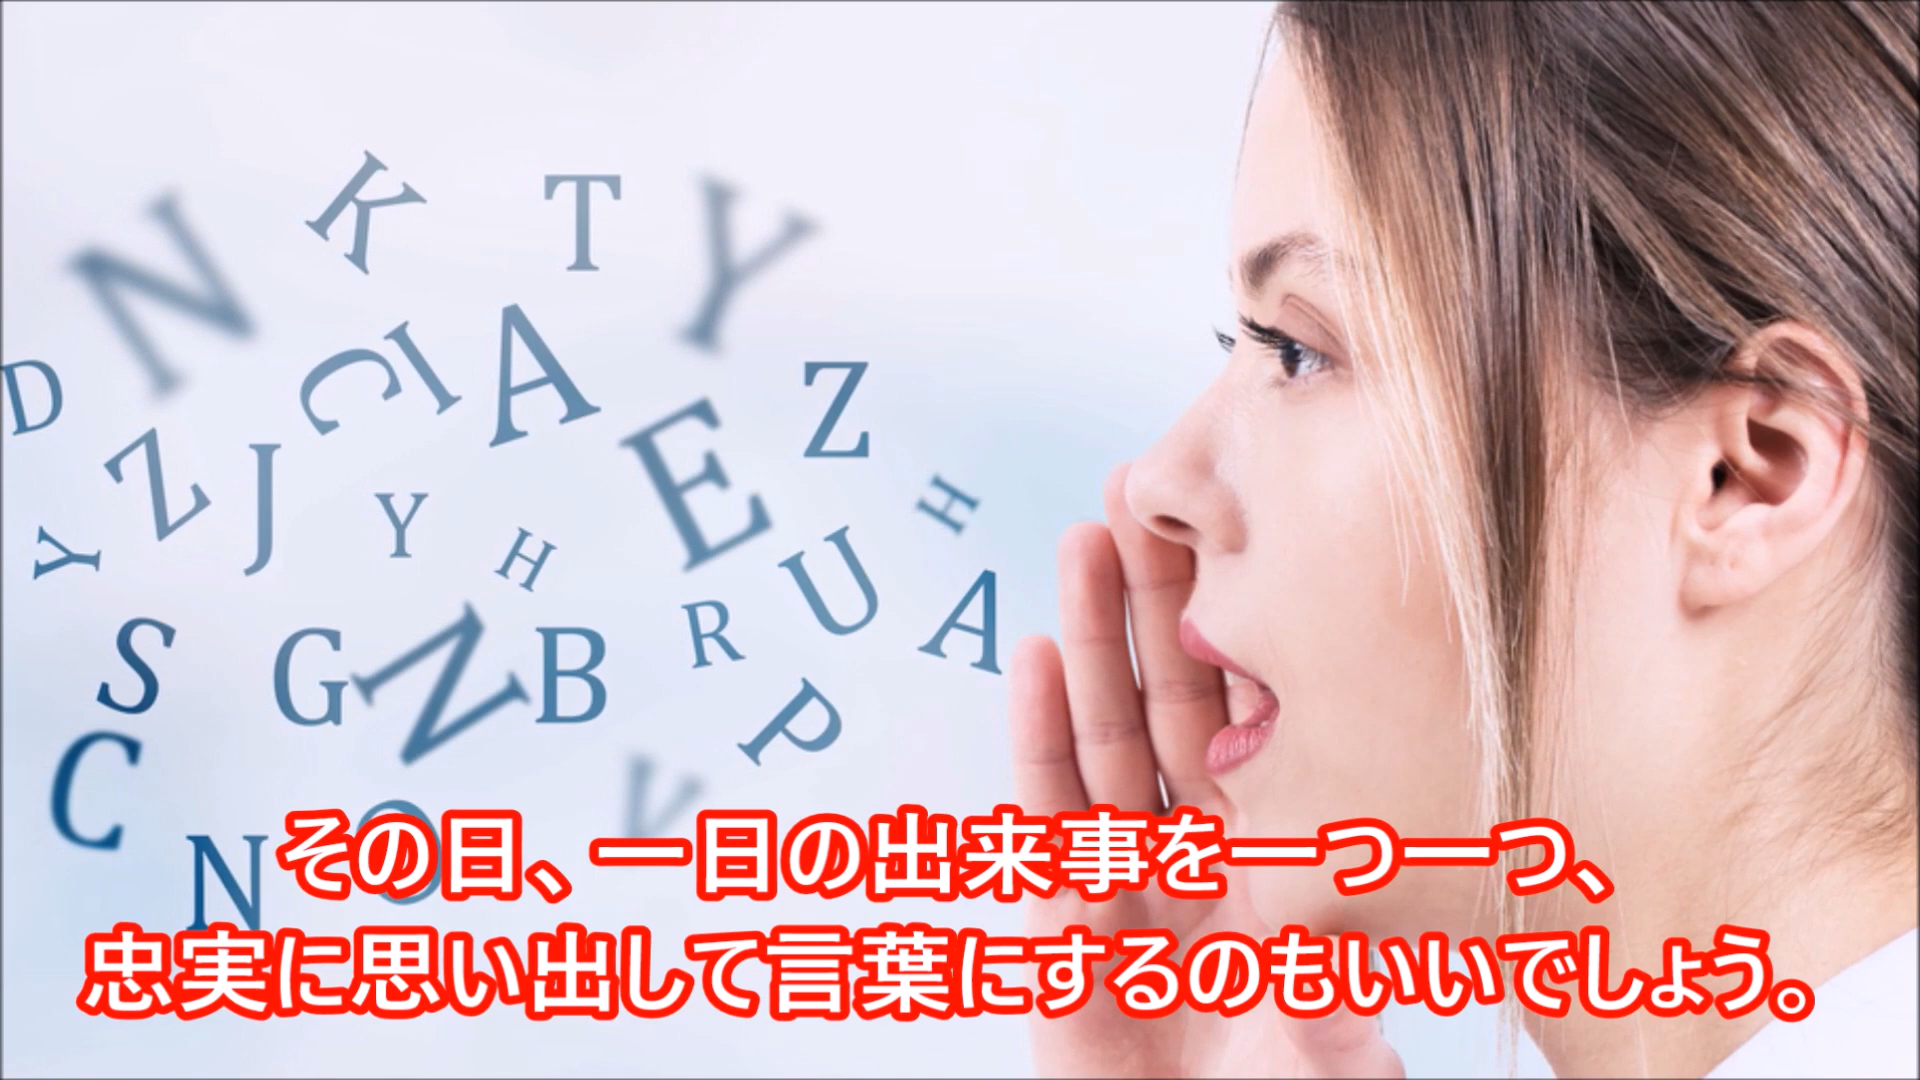 N K T Y
D C I A Z
Z J Y E H
Y H U A
S G N B R P
C V
N O
その日、一日の出来事を一つ一つ、
忠実に思い出して言葉にするのもいいでしょう。